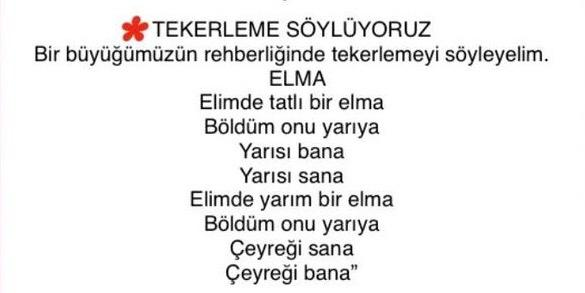 TEKERLEME SÖYLÜYORUZ
Bir büyüğümüzün rehberliğinde tekerlemeyi söyleyelim.
ELMA
Elimde tatlı bir elma
Böldüm onu yarıya
Yarısı bana
Yarısı sana
Elimde yarım bir elma
Böldüm onu yarıya
Çeyreği sana
Çeyreği bana”